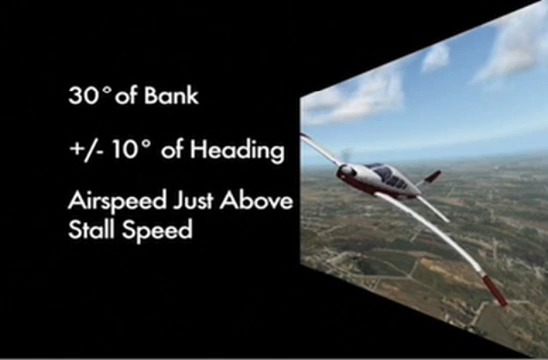 30° of Bank
+/- 10° of Heading
Airspeed Just Above
Stall Speed